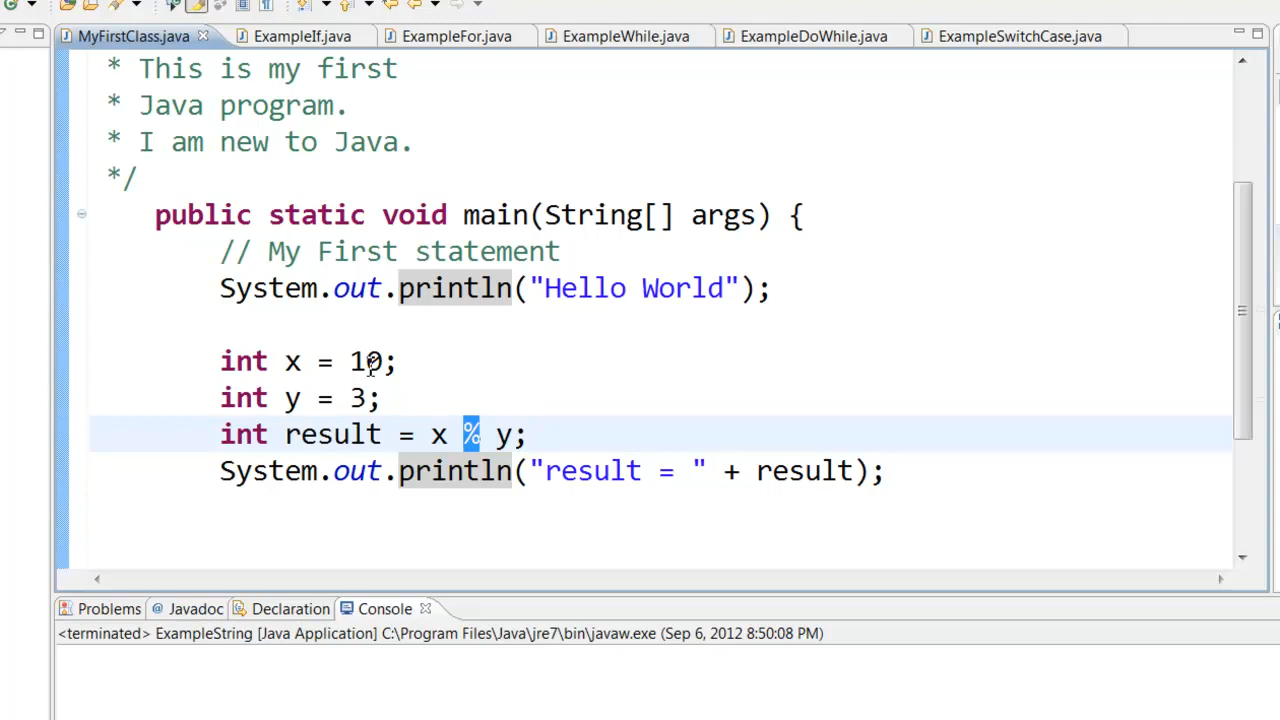 MyFirstClass.java ExampleIf.java ExampleFor.java ExampleWhile.java ExampleDoWhile.java ExampleSwitchCase.java
* This is my first
* Java program.
* I am new to Java.
*/
public static void main(String[] args) {
// My First statement
System.out.println("Hello World");
int x = 10;
int y = 3;
int result = x % y;
System.out.println("result = " + result);
Problems @ Javadoc Declaration Console
<terminated> ExampleString [Java Application] C:\Program Files\Java\jre7\bin\javaw.exe (Sep 6, 2012 8:50:08 PM)